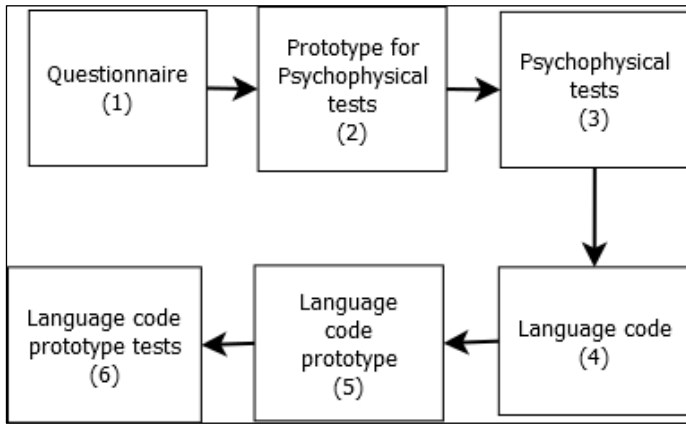 Questionnaire
(1)
Prototype for
Psychophysical
tests
(2)
Psychophysical
tests
(3)
Language code
(4)
Language
code
prototype
(5)
Language code
prototype tests
(6)